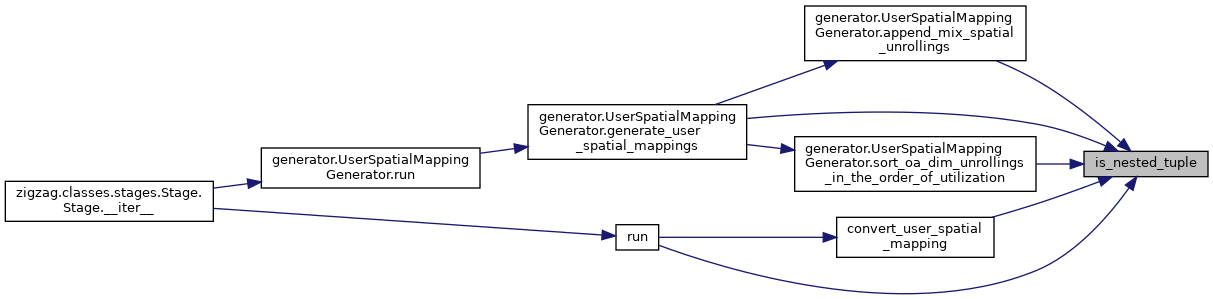 generator.UserSpatialMapping
Generator.append_mix_spatial
_unrollings
generator.UserSpatialMapping
Generator.generate_user
_spatial_mappings
generator.UserSpatialMapping
Generator.sort_oa_dim_unrollings
_in_the_order_of_utilization
is_nested_tuple
generator.UserSpatialMapping
Generator.run
zigzag.classes.stages.Stage.
Stage.__iter__
run
convert_user_spatial
_mapping